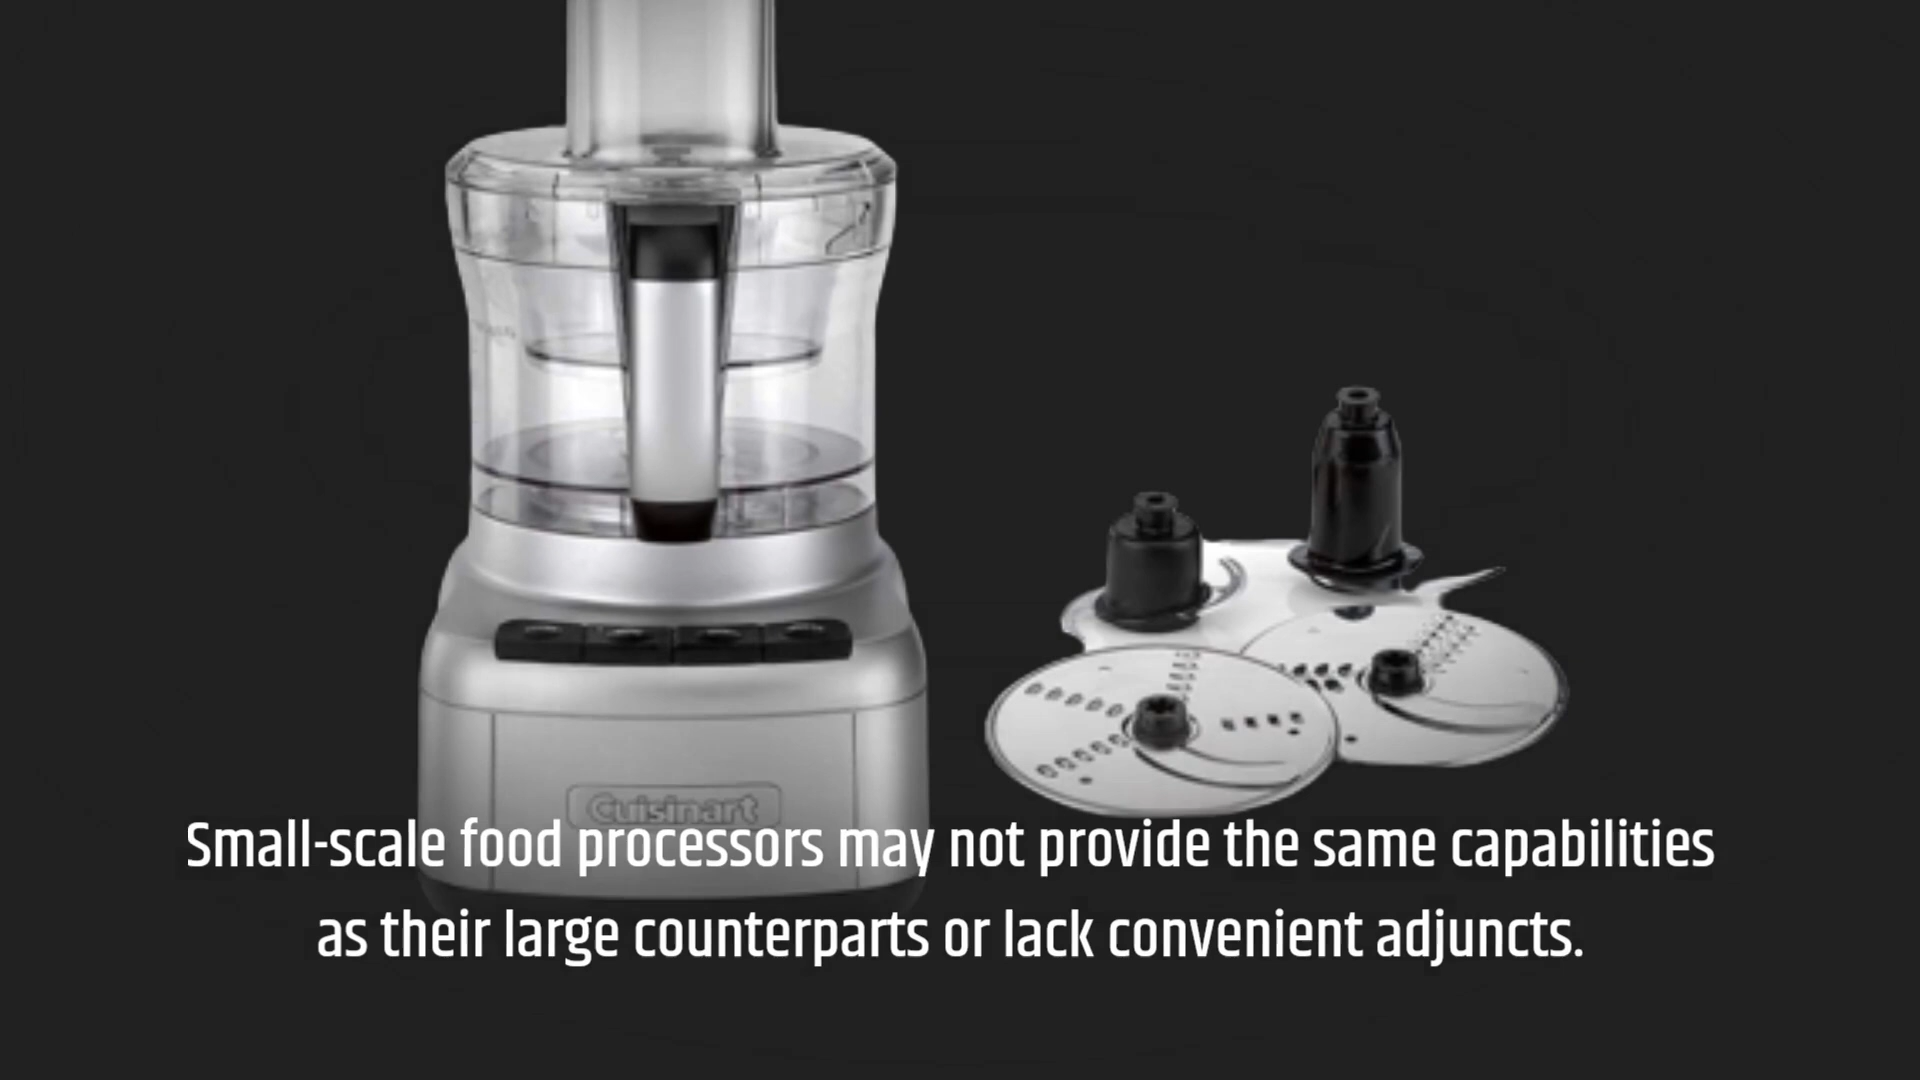 Cuisinart
Small-scale food processors may not provide the same capabilities
as their large counterparts or lack convenient adjuncts.